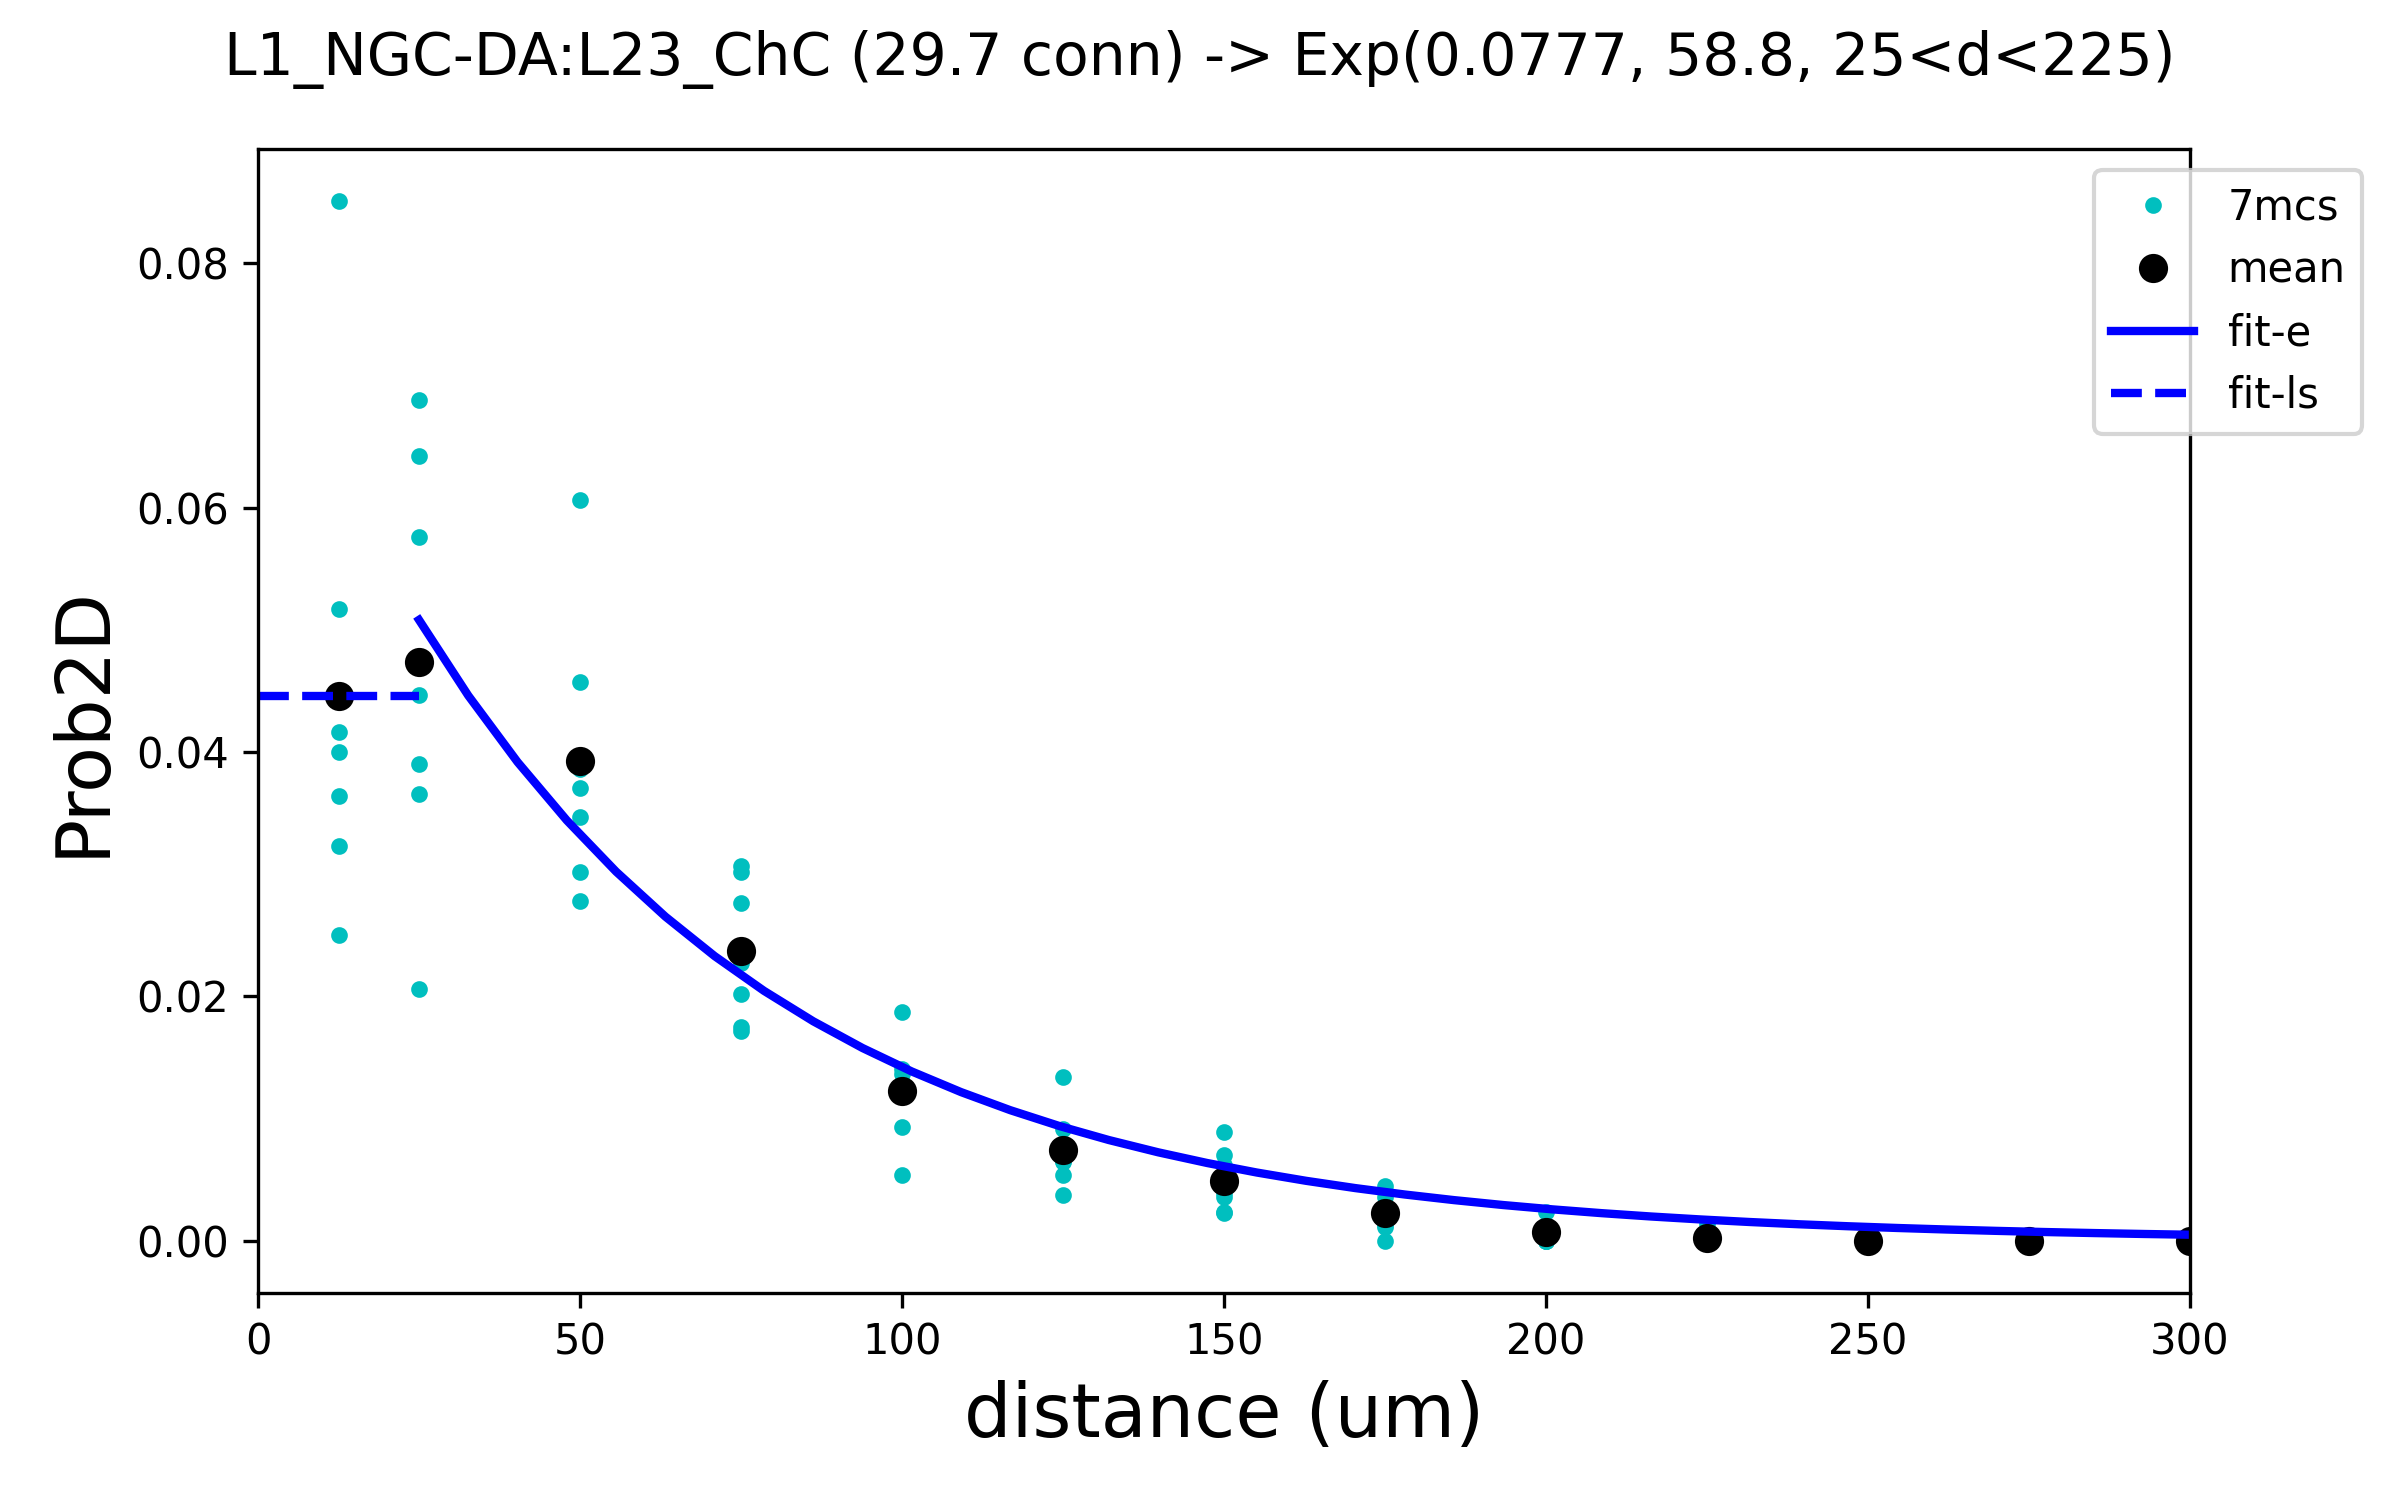 L1_NGC-DA:L23_ChC (29.7 conn) -> Exp(0.0777, 58.8, 25<d<225)
7mcs
mean
fit-e
fit-ls
Prob2D
0.08
0.06
0.04
0.02
0.00
0 50 100 150 200 250 300
distance (um)